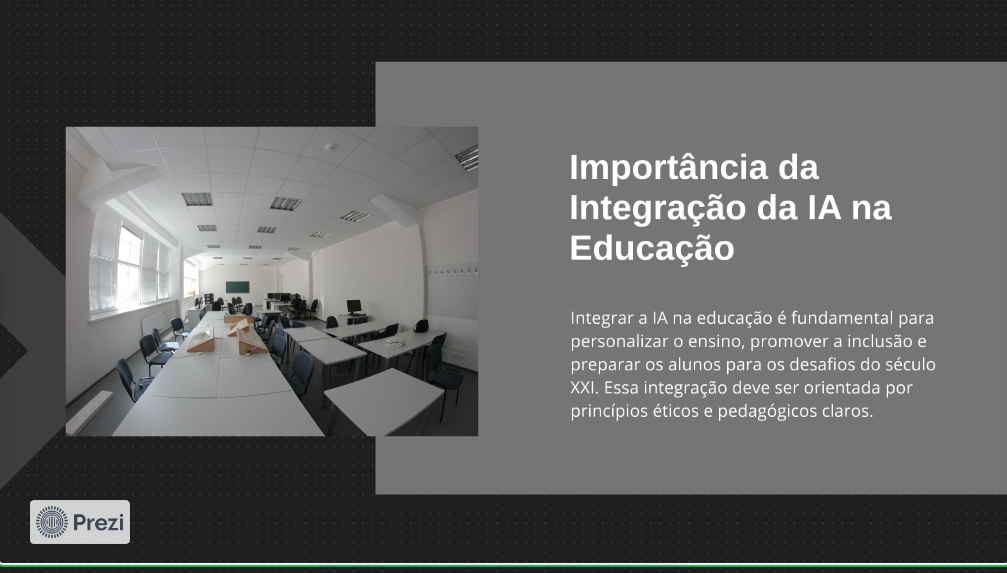 Importância da
Integração da IA na
Educação
Integrar a IA na educação é fundamental para
personalizar o ensino, promover a inclusão e
preparar os alunos para os desafios do século
XXI. Essa integração deve ser orientada por
princípios éticos e pedagógicos claros.
Prezi